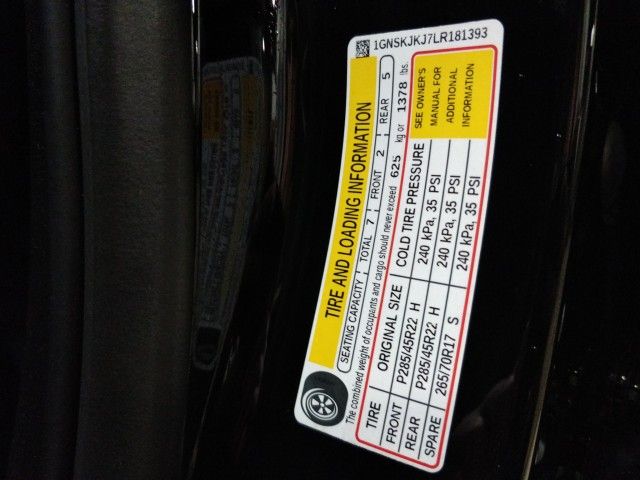 1GNSKJKJ7LR181393
TIRE AND LOADING INFORMATION
SEATING CAPACITY TOTAL 7 FRONT 2 REAR 5
The combined weight of occupants and cargo should never exceed 625 kg or 1378 lbs.
TIRE ORIGINAL SIZE COLD TIRE PRESSURE
FRONT P285/45R22 H 240 kPa, 35 PSI
REAR P285/45R22 H 240 kPa, 35 PSI
SPARE 265/70R17 S 240 kPa, 35 PSI
SEE OWNER'S
MANUAL FOR
ADDITIONAL
INFORMATION